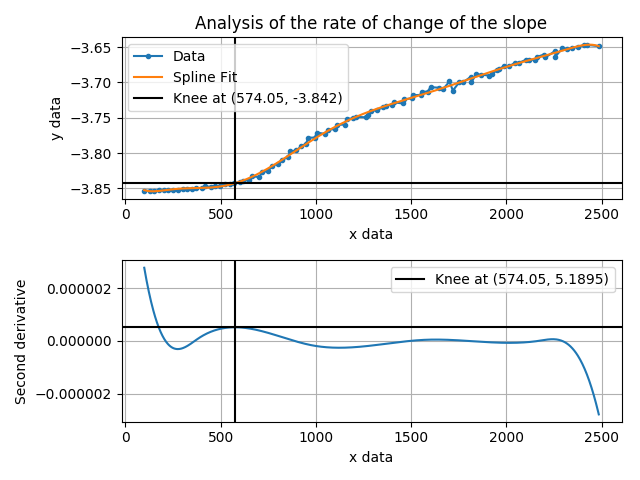 Analysis of the rate of change of the slope
−3.65
−3.70
−3.75
−3.80
−3.85
y data
Data
Spline Fit
Knee at (574.05, -3.842)
0
500
1000
1500
2000
2500
x data
0.000002
0.000000
−0.000002
Second derivative
Knee at (574.05, 5.1895)
0
500
1000
1500
2000
2500
x data